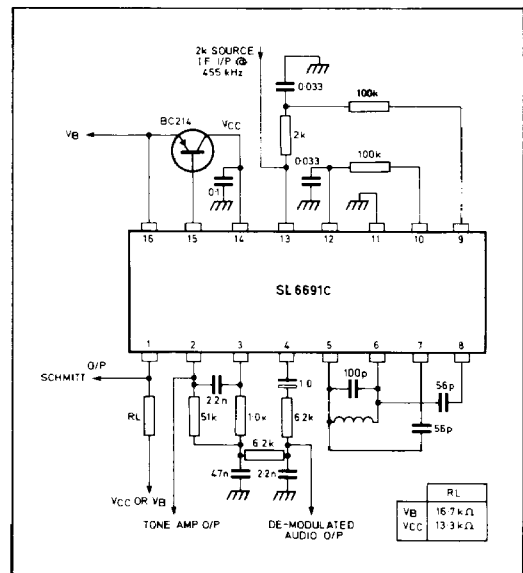 2k SOURCE
I F I/P @
455 kHz
0·033
100k
BC214
VCC
VB
2k
0·033
100k
0·1
16
15
14
13
12
11
10
9
SL6691C
1
2
3
4
5
6
7
8
O/P
SCHMITT
2·2n
100p
1·0
56p
RL
51k
1·0k
6·2k
6·2k
56p
47n
2·2n
VCC OR VB
TONE AMP O/P
DE-MODULATED
AUDIO O/P
RL
VB 16·7kΩ
VCC 13·3kΩ